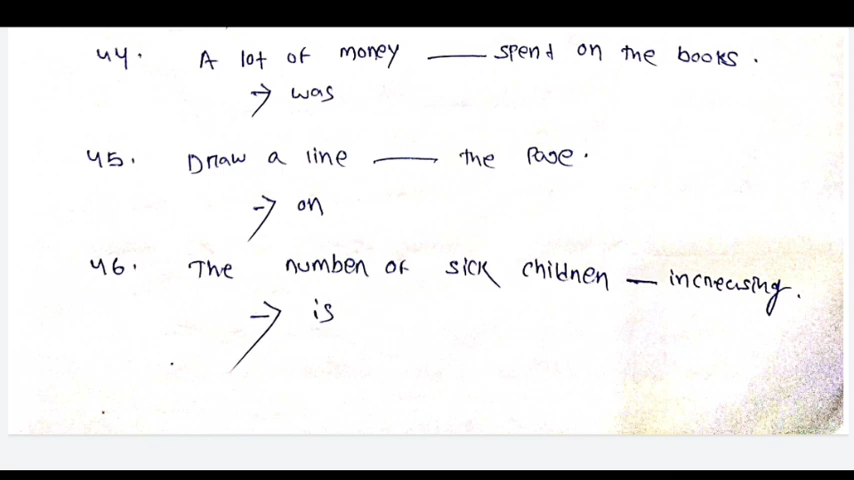 44. A lot of money — spend on the books.
→ was
45. Draw a line — the Page.
→ on
46. The number of sick children — increasing.
→ is